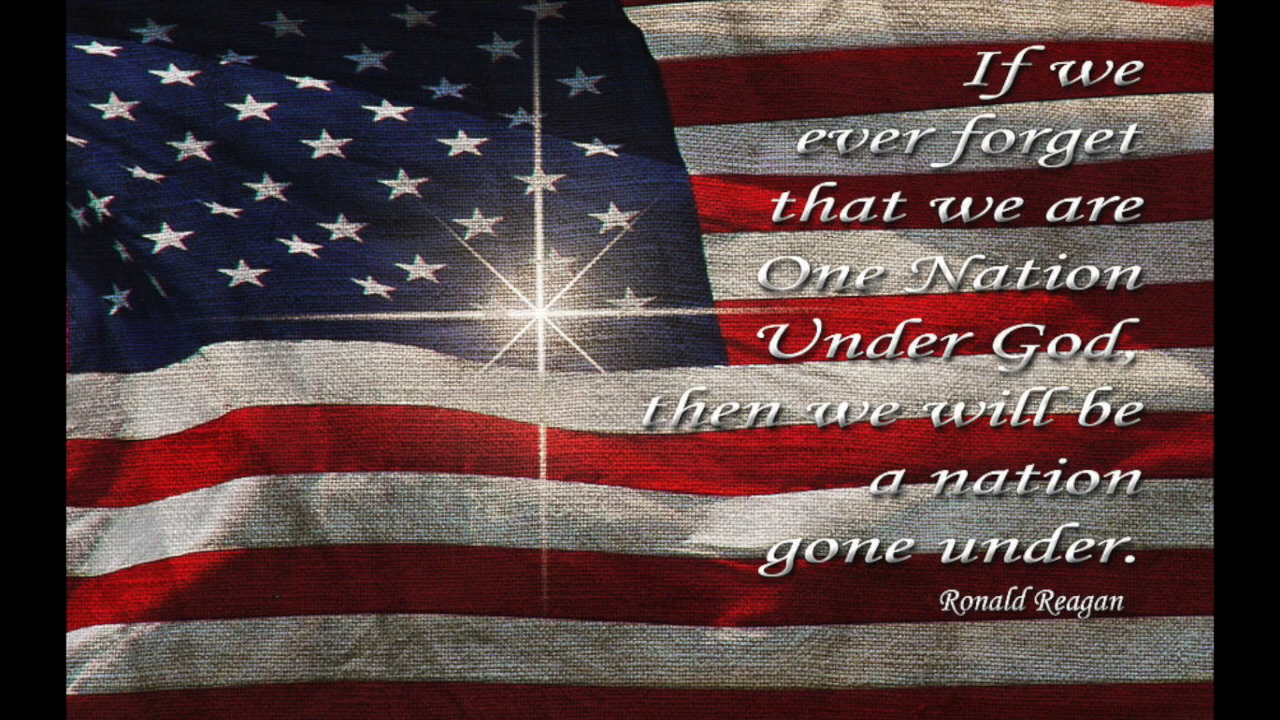 If we
ever forget
that we are
One Nation
Under God,
then we will be
a nation
gone under.
Ronald Reagan